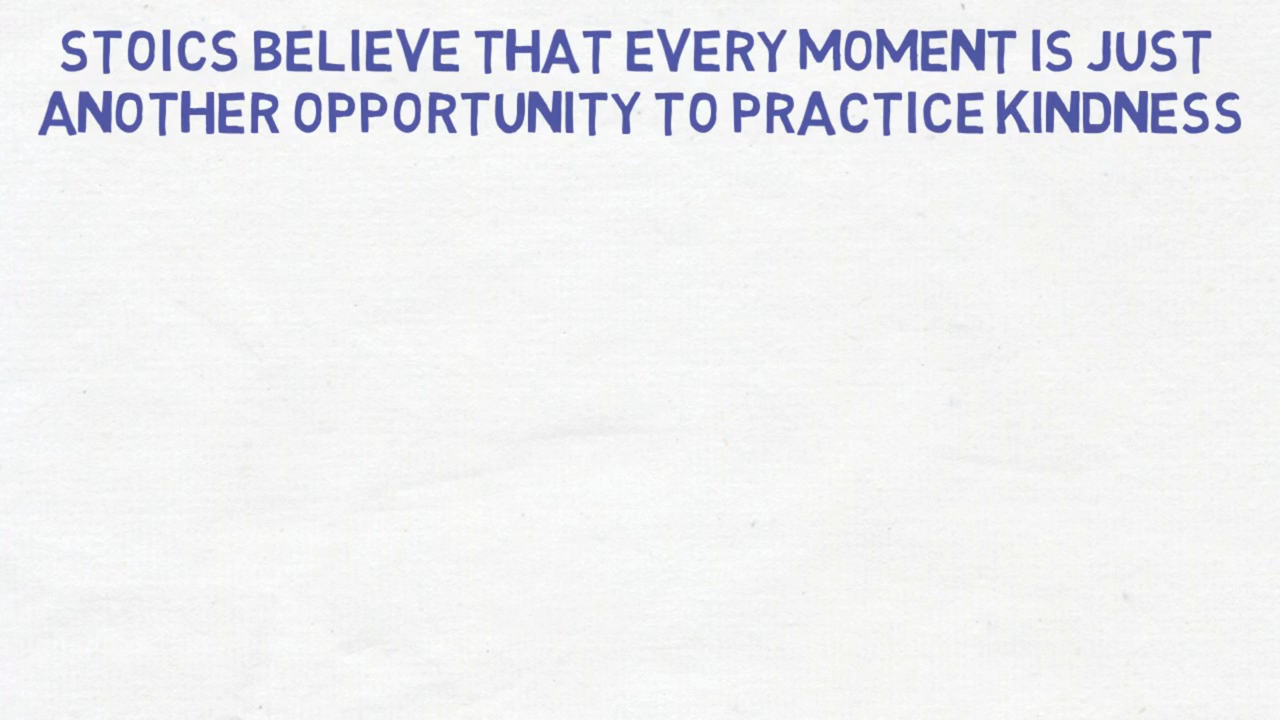 STOICS BELIEVE THAT EVERY MOMENT IS JUST
ANOTHER OPPORTUNITY TO PRACTICE KINDNESS